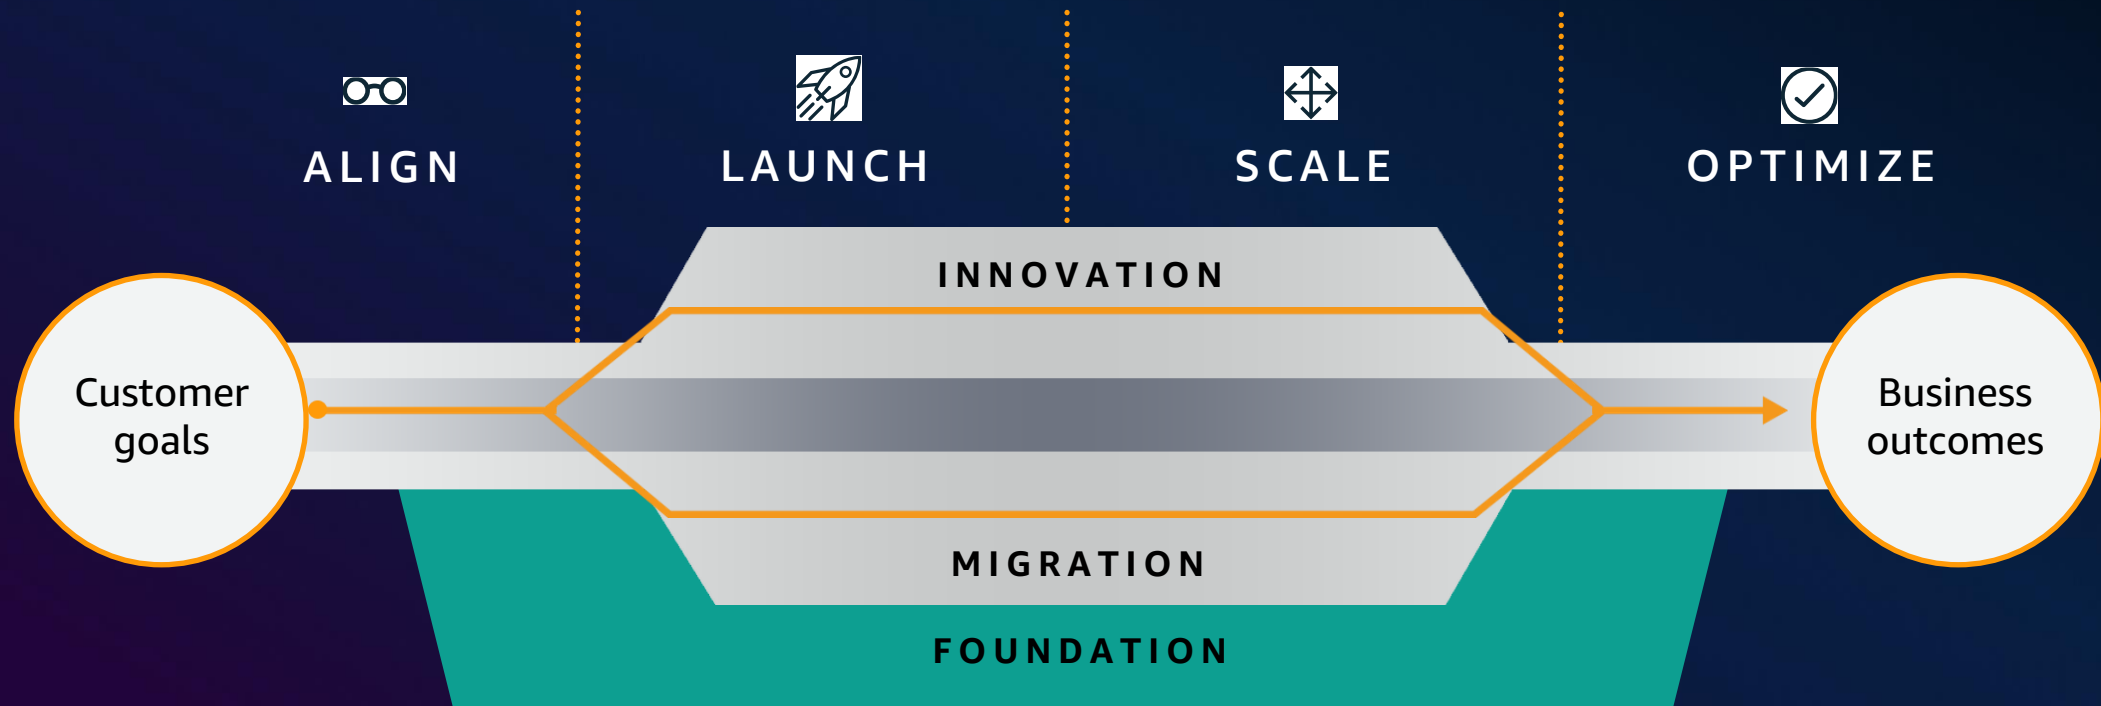 ALIGN
LAUNCH
SCALE
OPTIMIZE
INNOVATION
Customer
goals
Business
outcomes
MIGRATION
FOUNDATION